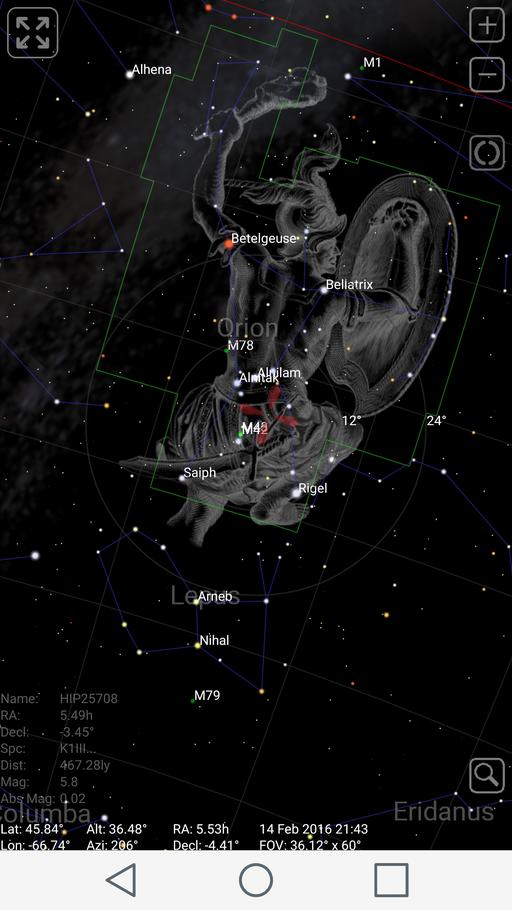 M1
Alhena
Betelgeuse
Bellatrix
Orion
M78
Alnilam
Alnitak
12°
24°
M42
Saiph
Rigel
Lepus
Arneb
Nihal
M79
Name: HIP25708
RA: 5.49h
Decl: -3.45°
Spc: K1III...
Dist: 467.28ly
Mag: 5.8
Abs Mag: 0.02
Columba
Eridanus
Lat: 45.84° Alt: 36.48° RA: 5.53h 14 Feb 2016 21:43
Lon: -66.74° Azi: 206° Decl: -4.41° FOV: 36.12° x 60°